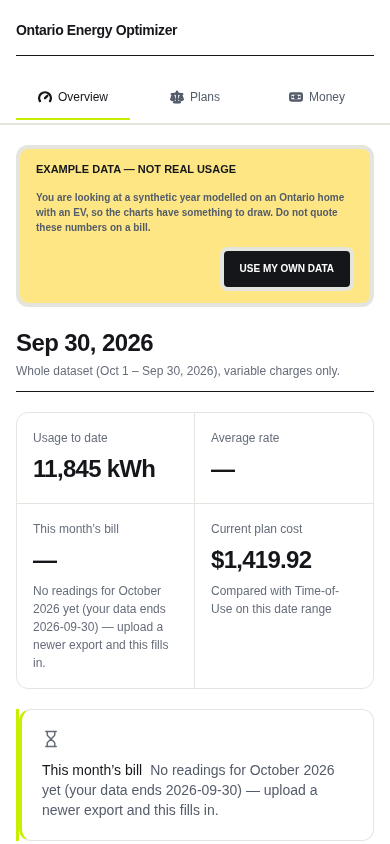 Ontario Energy Optimizer
Overview
Plans
Money
EXAMPLE DATA — NOT REAL USAGE
You are looking at a synthetic year modelled on an Ontario home
with an EV, so the charts have something to draw. Do not quote
these numbers on a bill.
USE MY OWN DATA
Sep 30, 2026
Whole dataset (Oct 1 – Sep 30, 2026), variable charges only.
Usage to date
11,845 kWh
Average rate
—
This month's bill
—
No readings for October
2026 yet (your data ends
2026-09-30) — upload a
newer export and this fills
in.
Current plan cost
$1,419.92
Compared with Time-of-
Use on this date range
This month's bill No readings for October 2026
yet (your data ends 2026-09-30) — upload a
newer export and this fills in.